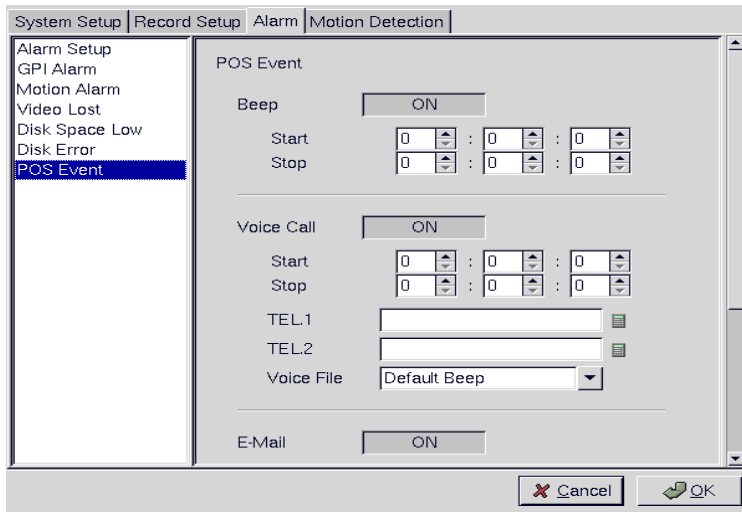 System Setup Record Setup Alarm Motion Detection
Alarm Setup
GPI Alarm
Motion Alarm
Video Lost
Disk Space Low
Disk Error
POS Event
POS Event
Beep ON
Start 0 : 0 : 0
Stop 0 : 0 : 0
Voice Call ON
Start 0 : 0 : 0
Stop 0 : 0 : 0
TEL.1
TEL.2
Voice File Default Beep
E-Mail ON
Cancel OK